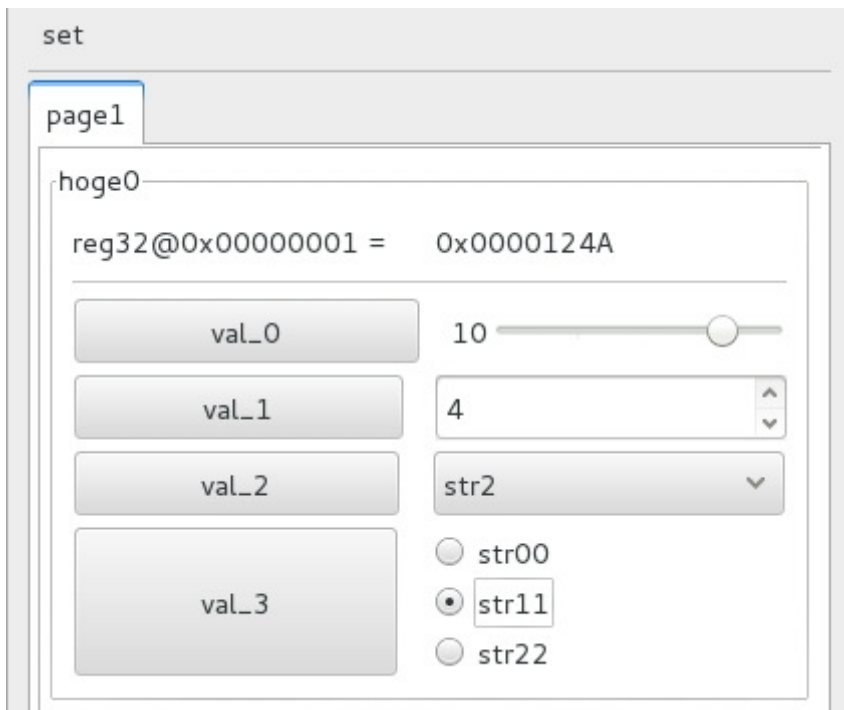 set
page1
hoge0
reg32@0x00000001 = 0x0000124A
val_0 10
val_1 4
val_2 str2
val_3
str00
str11
str22